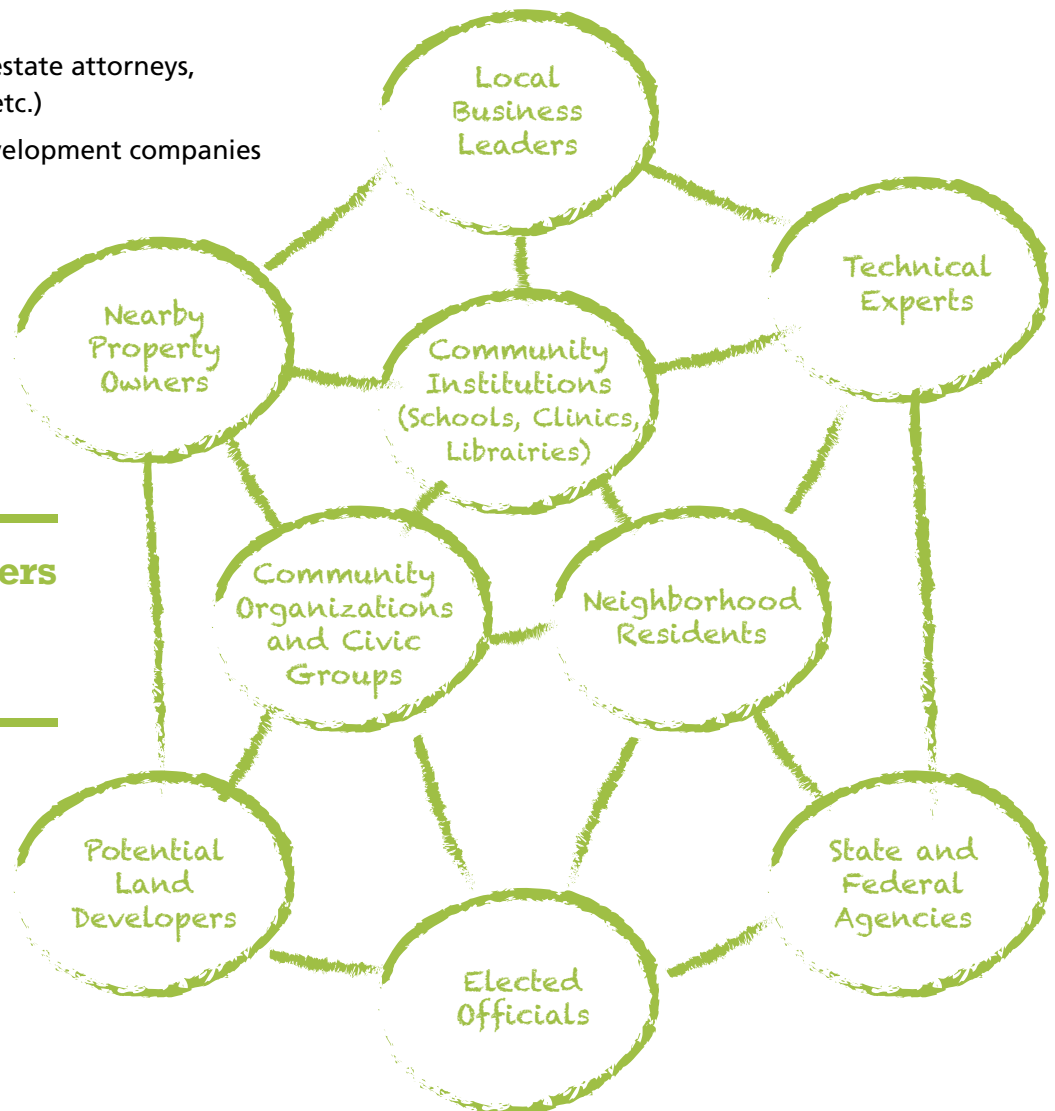 estate attorneys,
etc.)
velopment companies
Local
Business
Leaders
Technical
Experts
Nearby
Property
Owners
Community
Institutions
(Schools, Clinics,
Librairies)
ers
Community
Organizations
and Civic
Groups
Neighborhood
Residents
Potential
Land
Developers
State and
Federal
Agencies
Elected
Officials